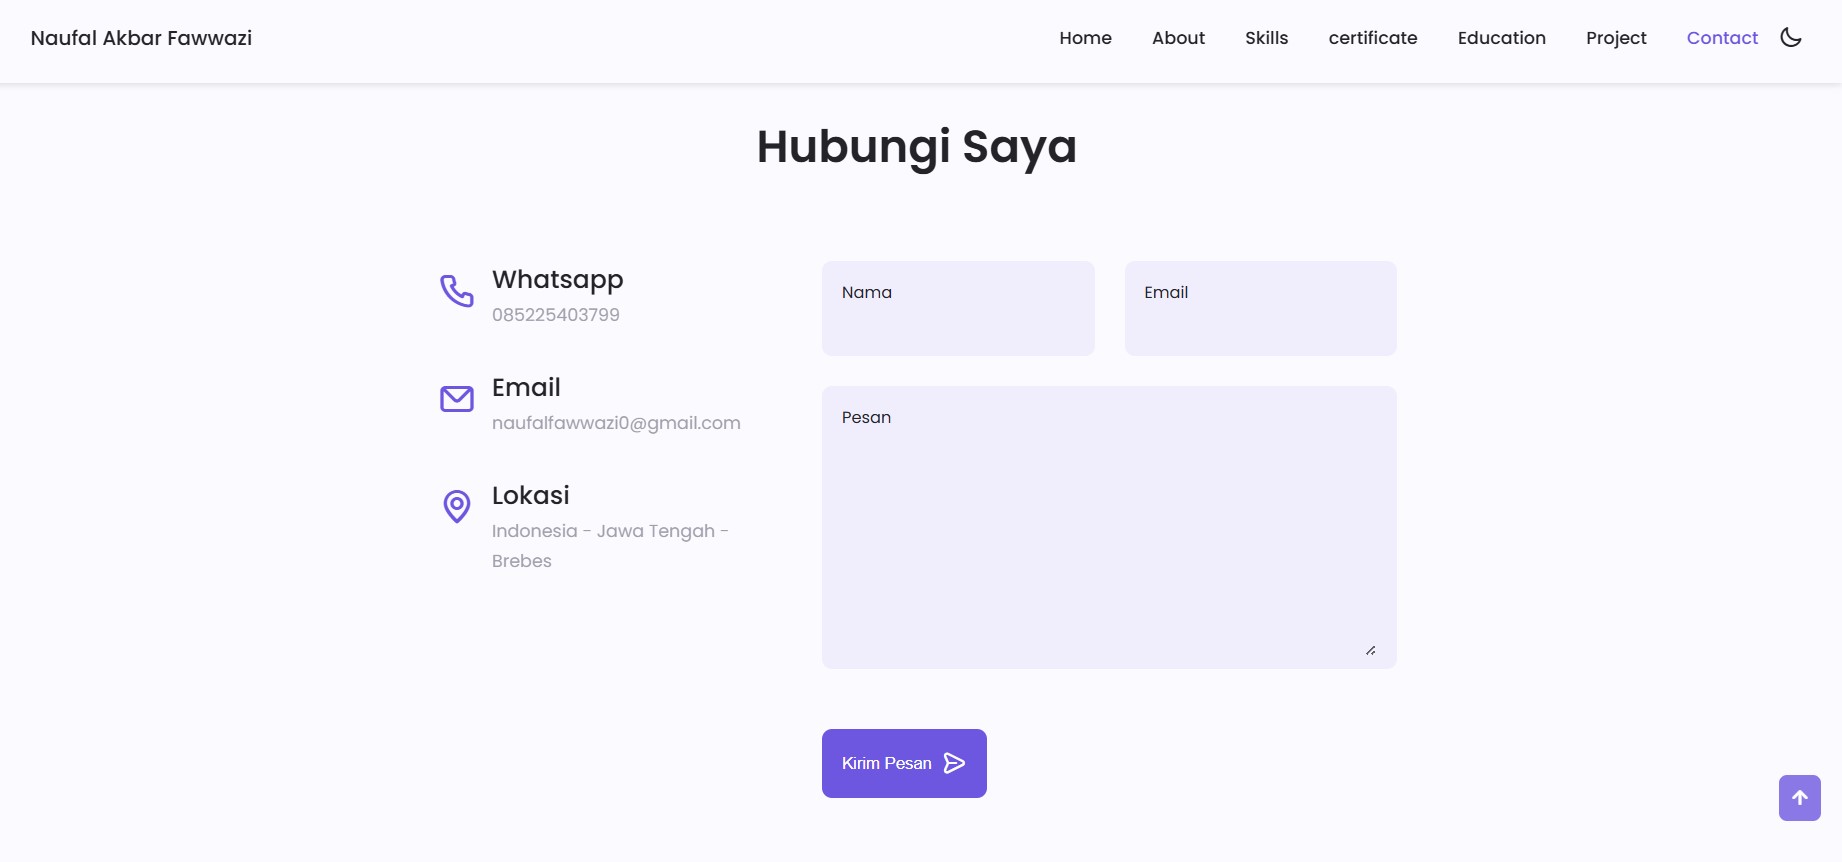 Naufal Akbar Fawwazi
Home About Skills certificate Education Project Contact
Hubungi Saya
Whatsapp
085225403799
Email
naufalfawwazi0@gmail.com
Lokasi
Indonesia - Jawa Tengah -
Brebes
Nama
Email
Pesan
Kirim Pesan